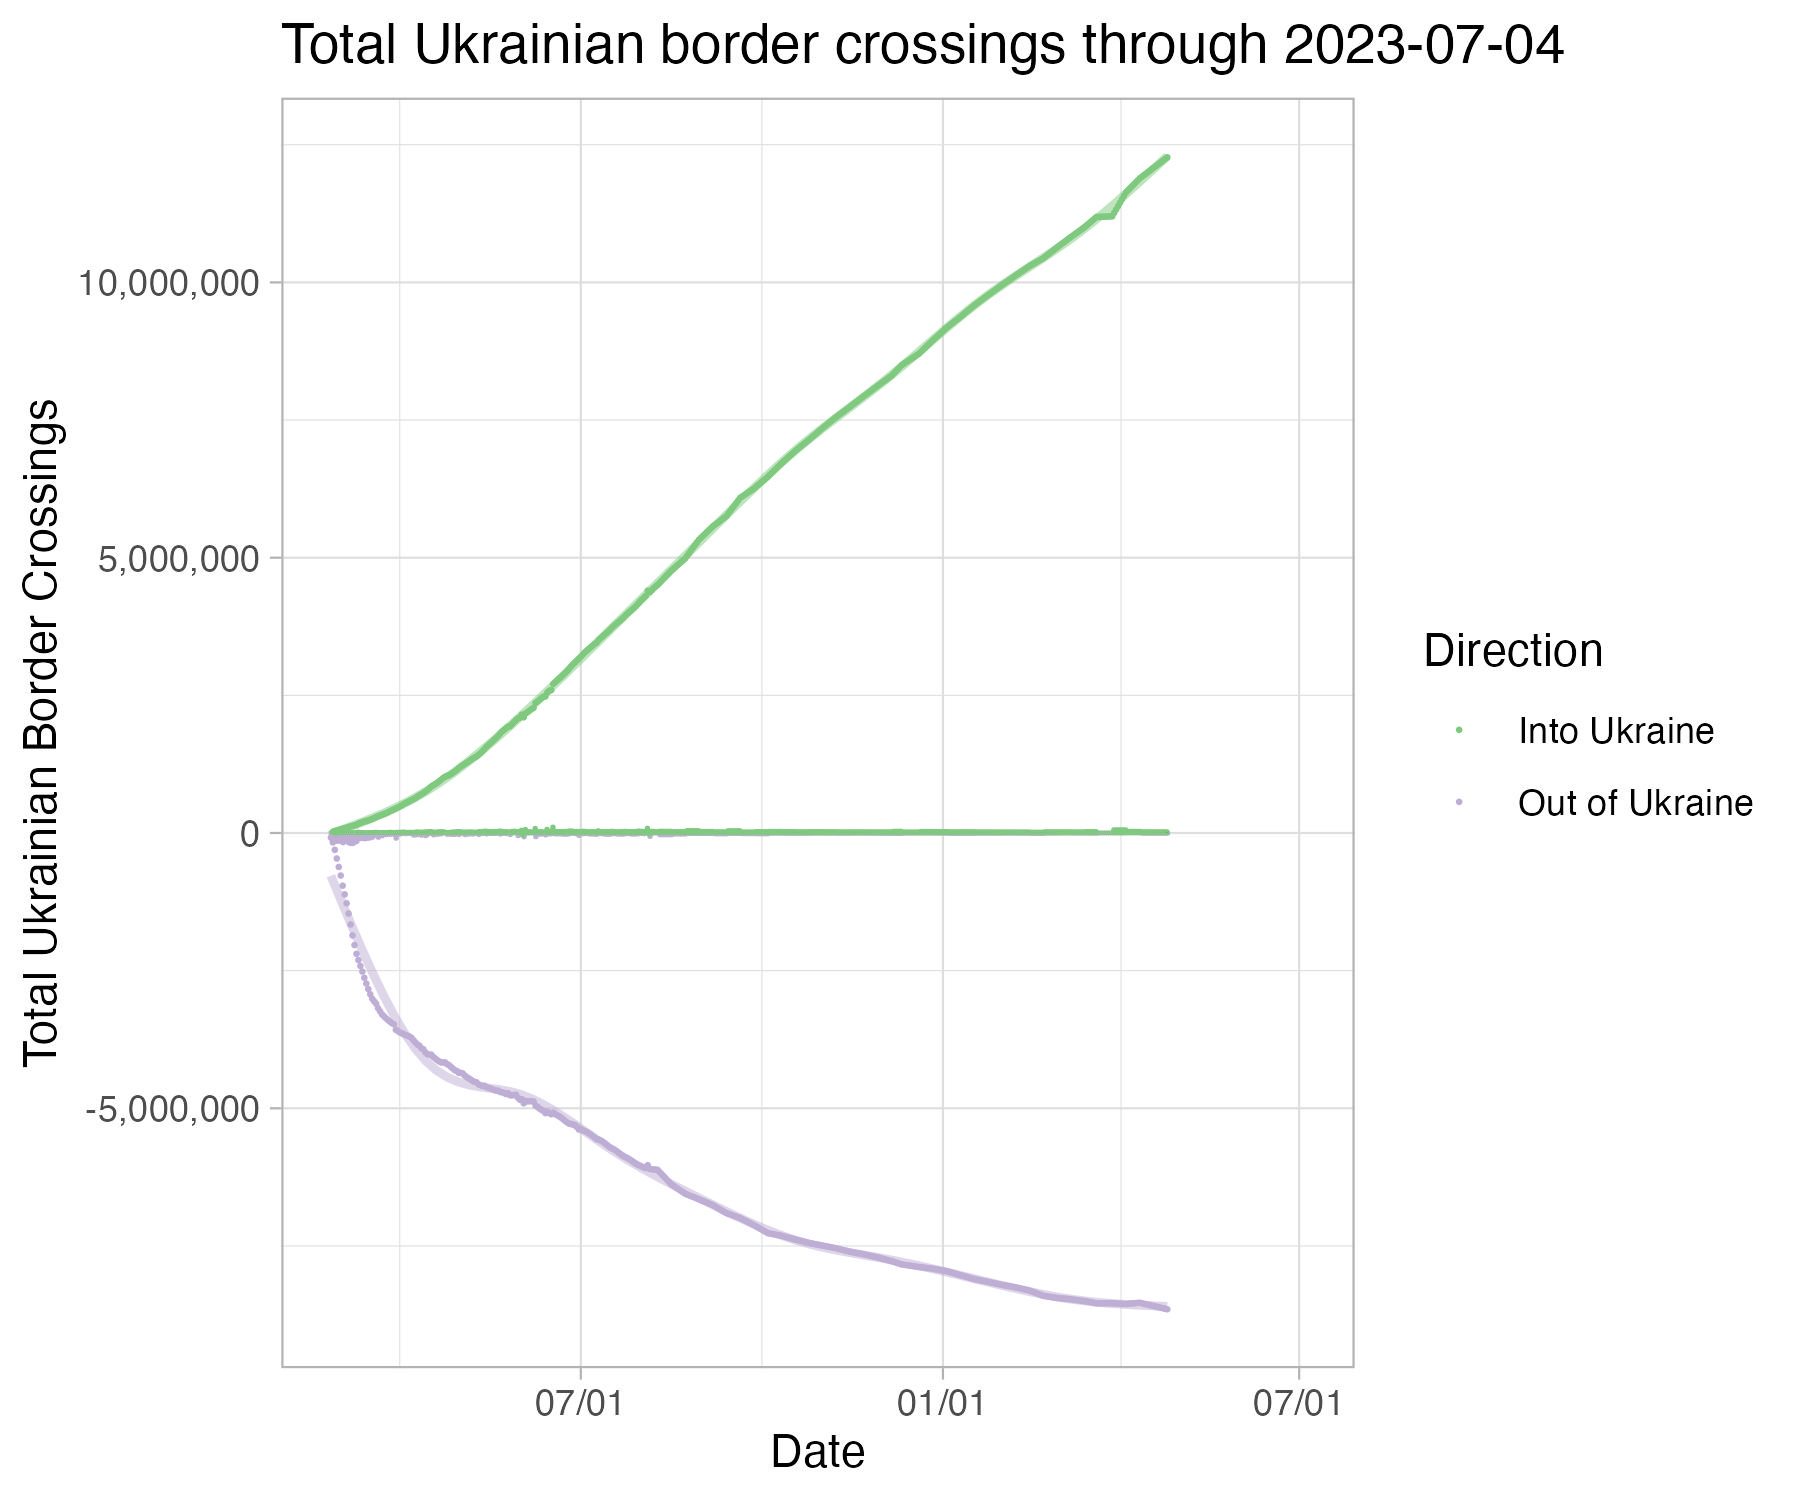 Total Ukrainian border crossings through 2023-07-04
Total Ukrainian Border Crossings
10,000,000
5,000,000
0
-5,000,000
07/01
01/01
07/01
Date
Direction
Into Ukraine
Out of Ukraine